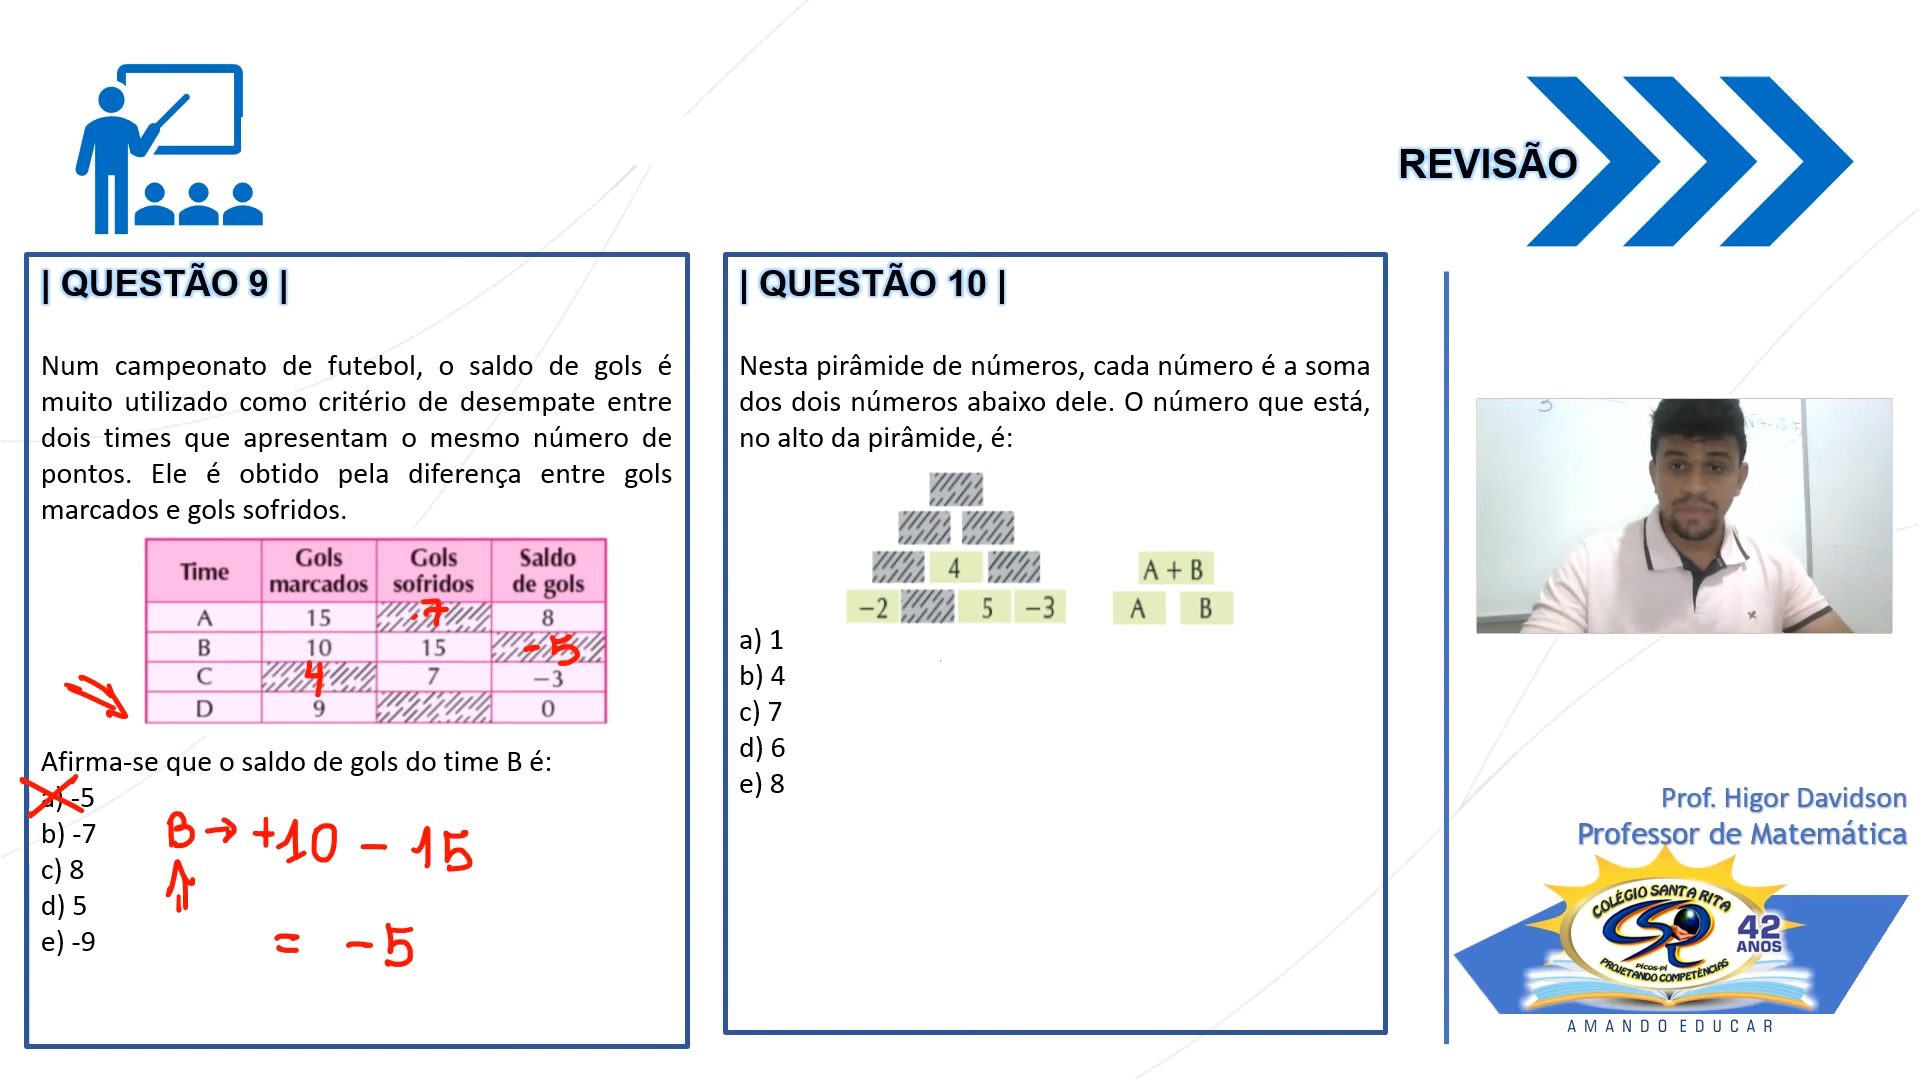 REVISÃO
| QUESTÃO 9 |
Num campeonato de futebol, o saldo de gols é
muito utilizado como critério de desempate entre
dois times que apresentam o mesmo número de
pontos. Ele é obtido pela diferença entre gols
marcados e gols sofridos.
Time Gols marcados Gols sofridos Saldo de gols
A 15 7 8
B 10 15 -5
C 4 7 −3
D 9 0
Afirma-se que o saldo de gols do time B é:
a) -5
b) -7
c) 8
d) 5
e) -9
B → +10 - 15
= -5
| QUESTÃO 10 |
Nesta pirâmide de números, cada número é a soma
dos dois números abaixo dele. O número que está,
no alto da pirâmide, é:
4
−2 5 −3
A + B
A B
a) 1
b) 4
c) 7
d) 6
e) 8
Prof. Higor Davidson
Professor de Matemática
COLÉGIO SANTA RITA
42
ANOS
PICOS-PI
PROJETANDO COMPETÊNCIAS
AMANDO EDUCAR